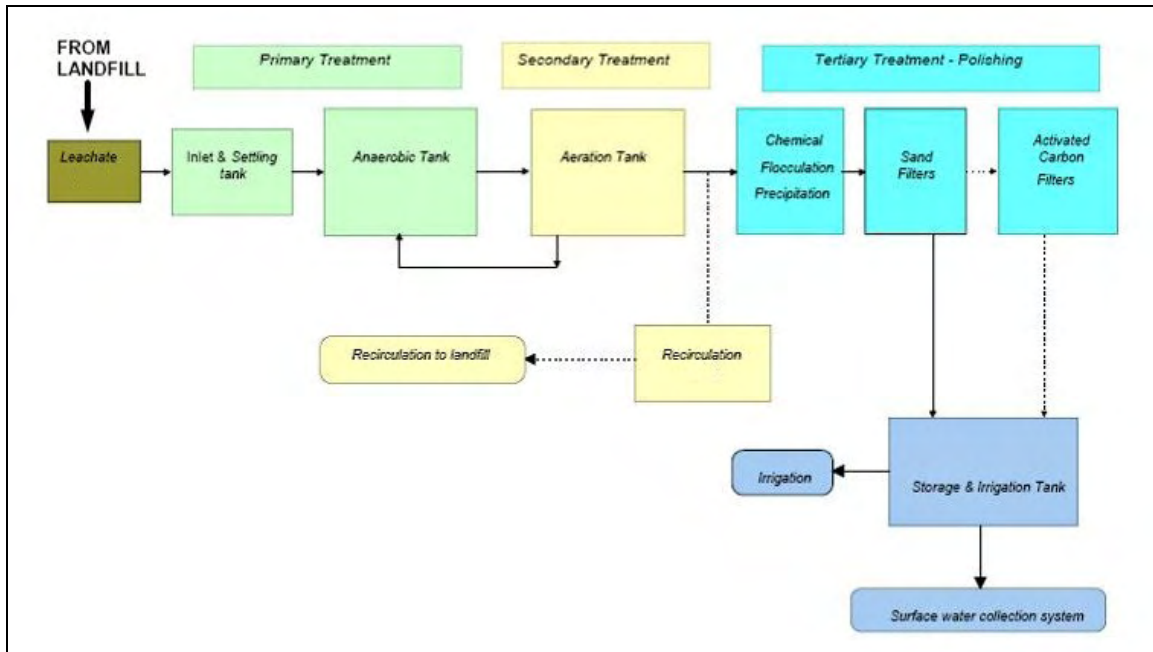 FROM
LANDFILL
Primary Treatment
Secondary Treatment
Tertiary Treatment - Polishing
Leachate
Inlet & Settling
tank
Anaerobic Tank
Aeration Tank
Chemical
Flocculation
Precipitation
Sand
Filters
Activated
Carbon
Filters
Recirculation to landfill
Recirculation
Irrigation
Storage & Irrigation Tank
Surface water collection system